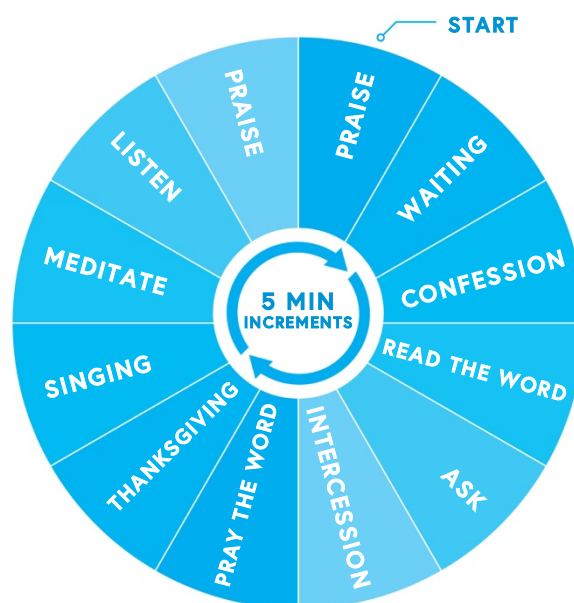 START
PRAISE
WAITING
CONFESSION
READ THE WORD
ASK
INTERCESSION
PRAY THE WORD
THANKSGIVING
SINGING
MEDITATE
LISTEN
PRAISE
5 MIN
INCREMENTS